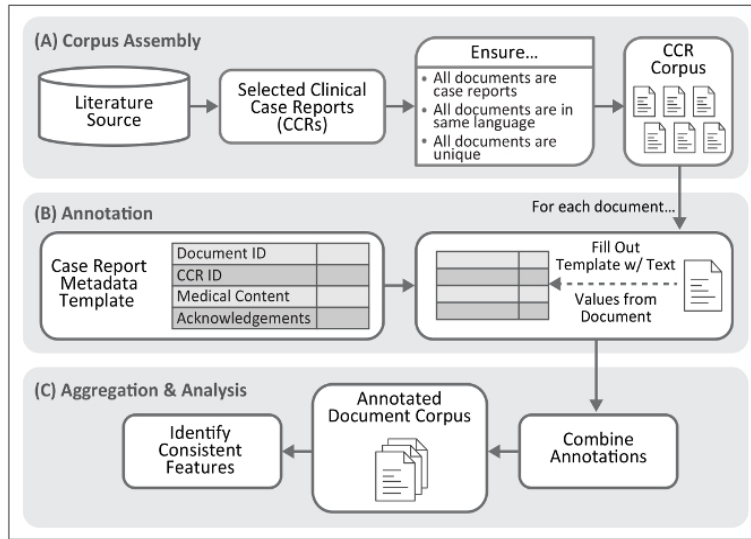 (A) Corpus Assembly
Literature
Source
Selected Clinical
Case Reports
(CCRs)
Ensure...
• All documents are
case reports
• All documents are in
same language
• All documents are
unique
CCR
Corpus
For each document...
(B) Annotation
Case Report
Metadata
Template
Document ID
CCR ID
Medical Content
Acknowledgements
Fill Out
Template w/ Text
Values from
Document
(C) Aggregation & Analysis
Identify
Consistent
Features
Annotated
Document Corpus
Combine
Annotations